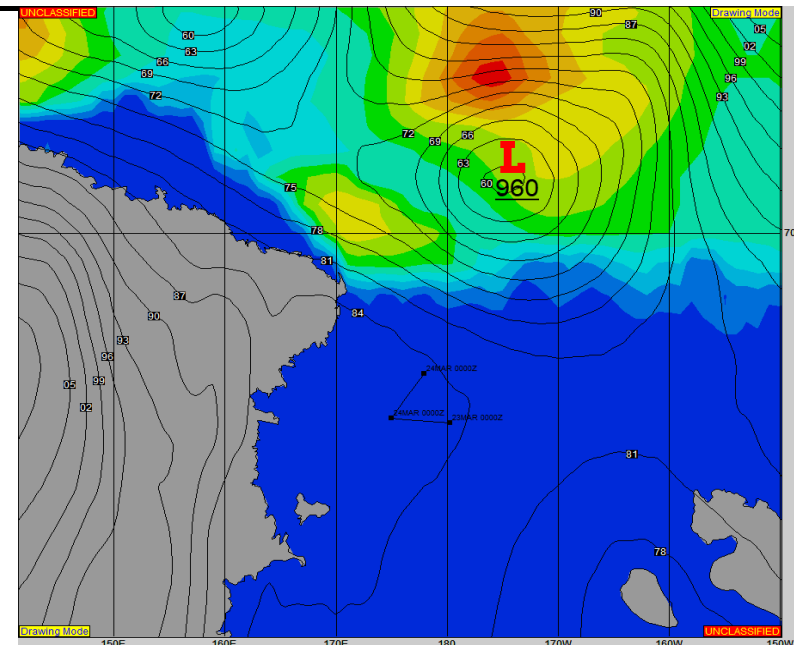 UNCLASSIFIED
Drawing Mode
90
87
05
02
99
96
93
60
63
66
69
72
72
69
66
63
60
L
960
75
78
81
84
70
87
90
93
96
99
05
02
24MAR 0000Z
24MAR 0000Z
23MAR 0000Z
81
78
Drawing Mode
UNCLASSIFIED
150E
160E
170E
180
170W
160W
150W